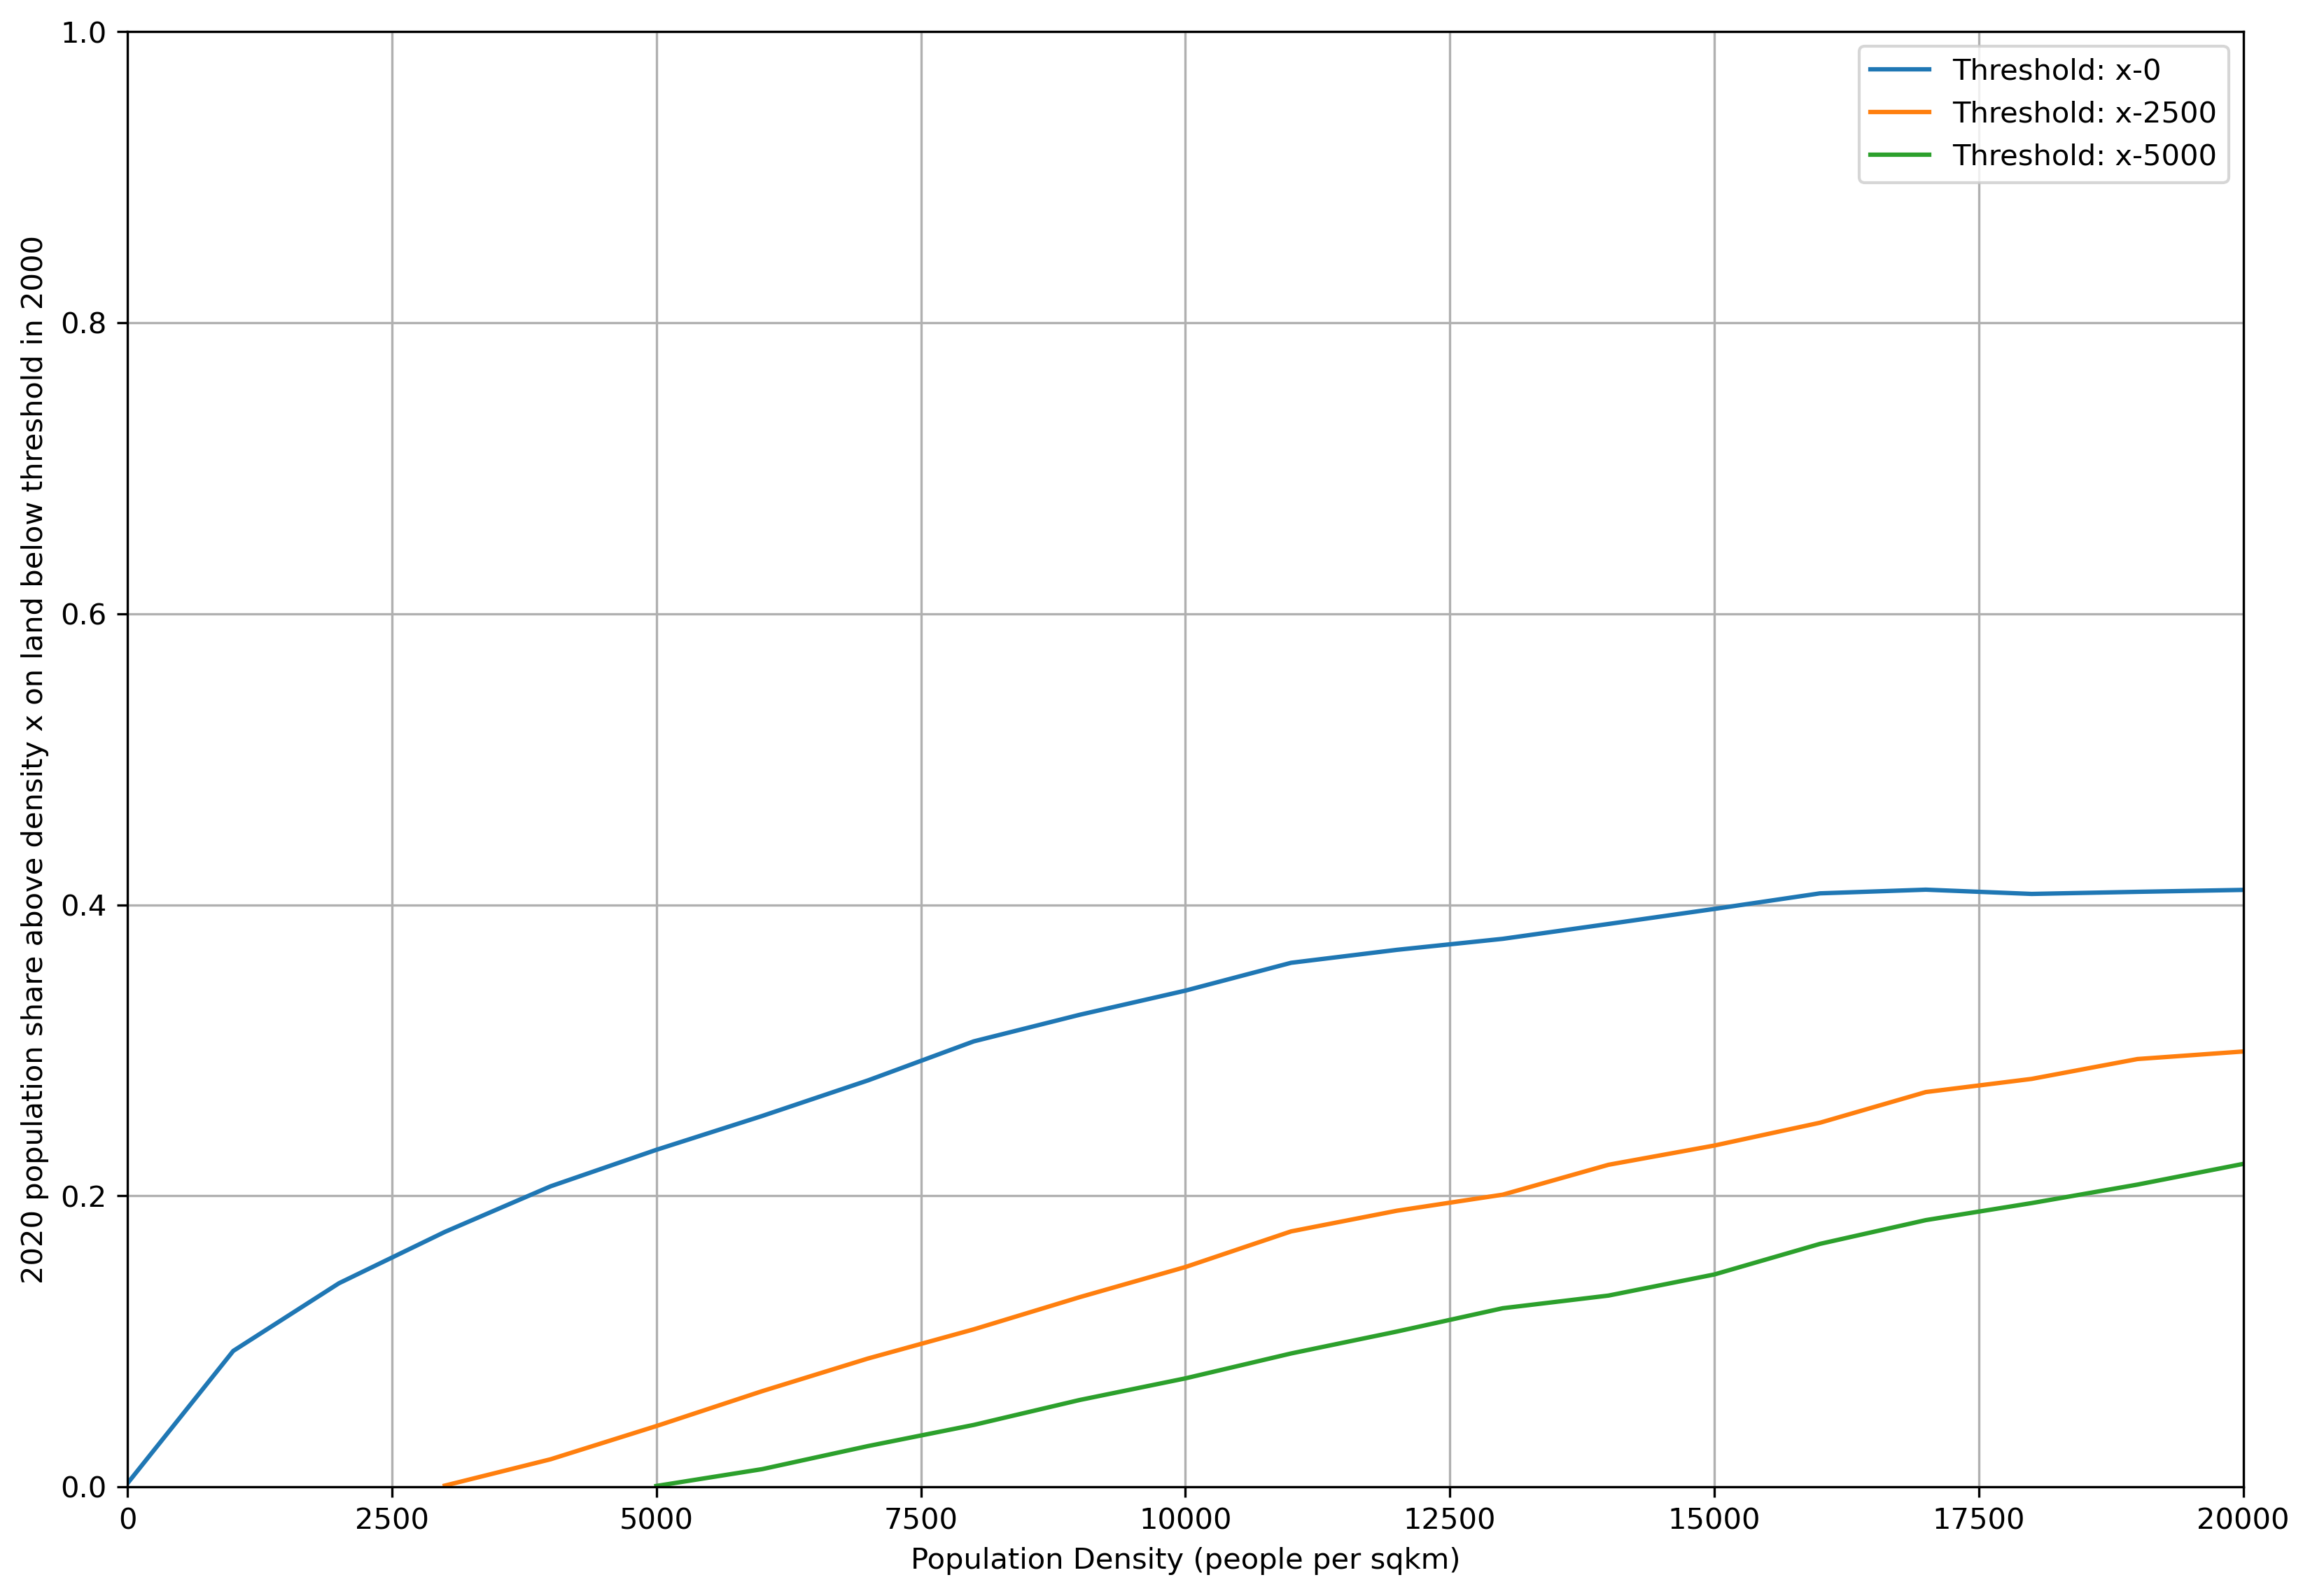 1.0
0.8
0.6
0.4
0.2
0.0
2020 population share above density x on land below threshold in 2000
Threshold: x-0
Threshold: x-2500
Threshold: x-5000
0 2500 5000 7500 10000 12500 15000 17500 20000
Population Density (people per sqkm)